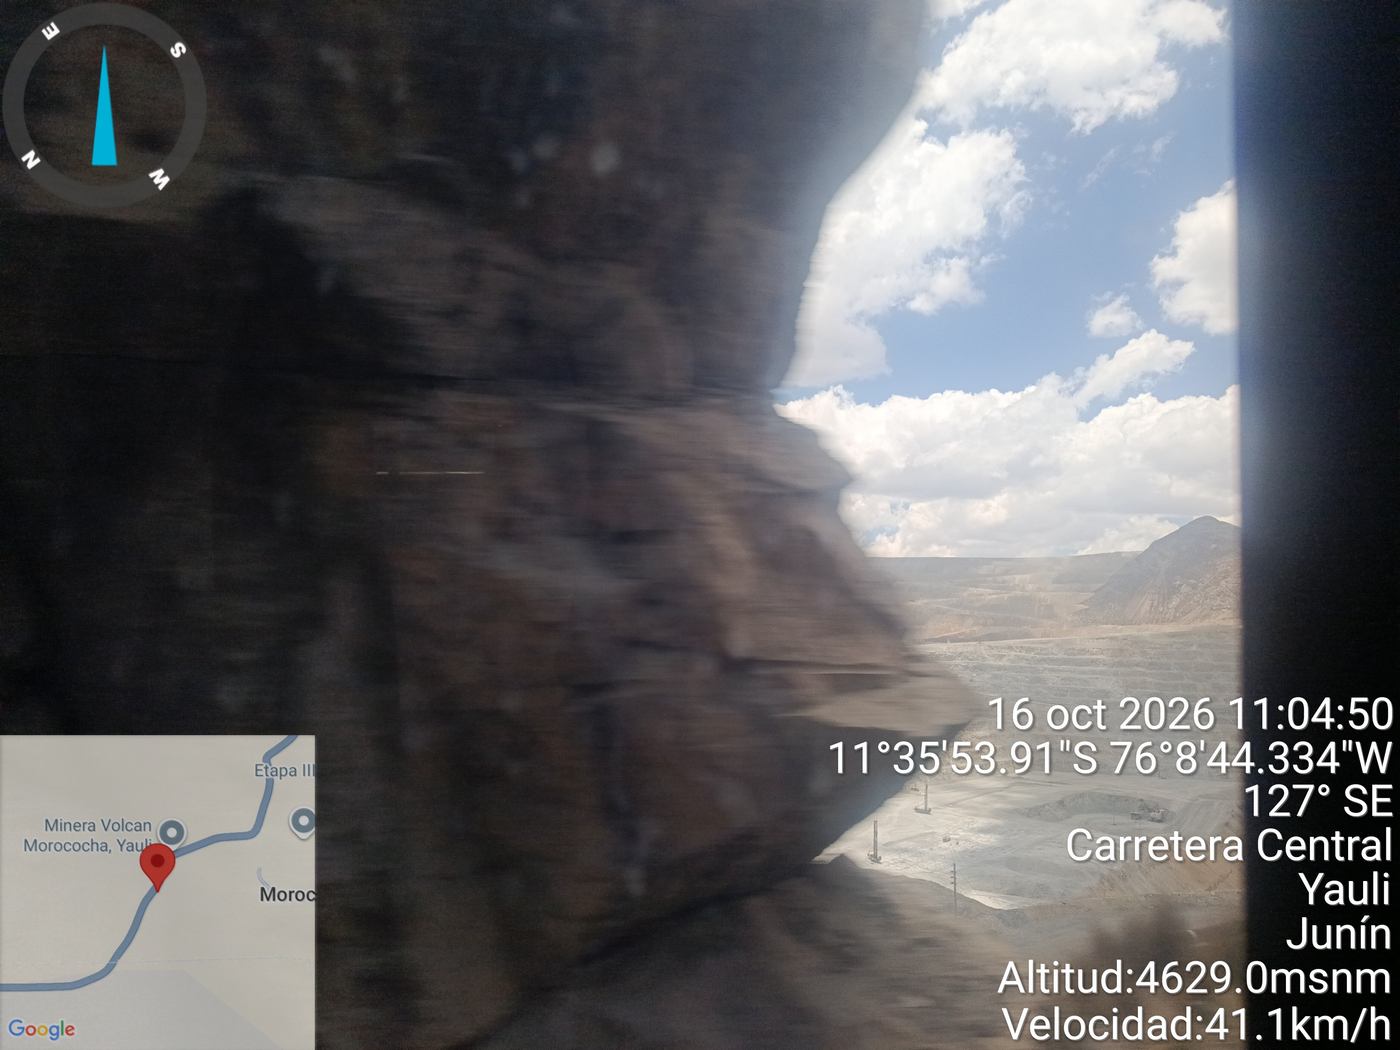 E
S
N
W
16 oct 2026 11:04:50
11°35'53.91"S 76°8'44.334"W
127° SE
Carretera Central
Yauli
Junín
Altitud:4629.0msnm
Velocidad:41.1km/h
Etapa III
Minera Volcan
Morococha, Yauli
Moroc
Google